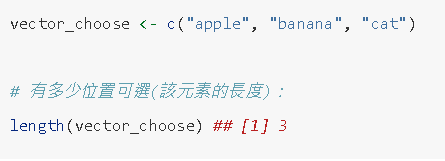 vector_choose <- c("apple", "banana", "cat")
# 有多少位置可選(該元素的長度)：
length(vector_choose) ## [1] 3